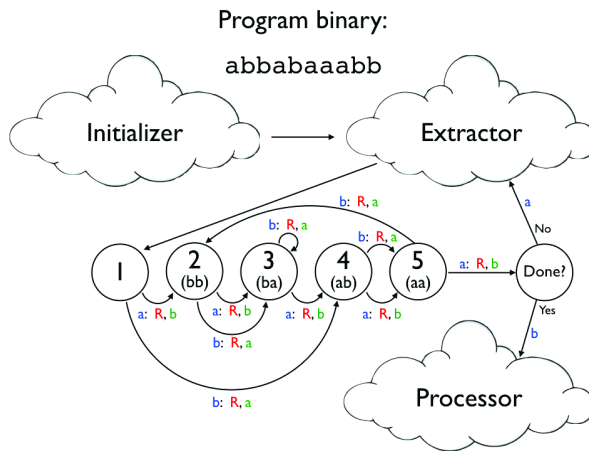 Program binary:
abbabaaabb
Initializer
Extractor
b: R, a
a
b: R, a
No
b: R, a
b: R, a
1
2
(bb)
3
(ba)
4
(ab)
5
(aa)
a: R, b
Done?
a: R, b
a: R, b
a: R, b
a: R, b
Yes
b
b: R, a
b: R, a
Processor